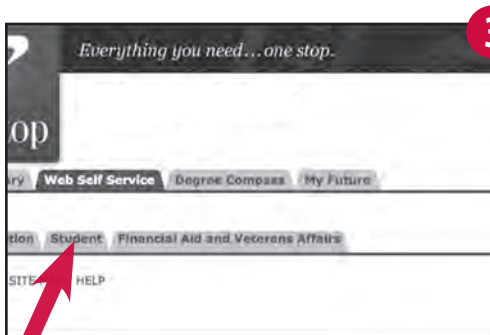 3
Everything you need...one stop.
op
ry Web Self Service Degree Compass My Future
tion Student Financial Aid and Veterans Affairs
SITE HELP